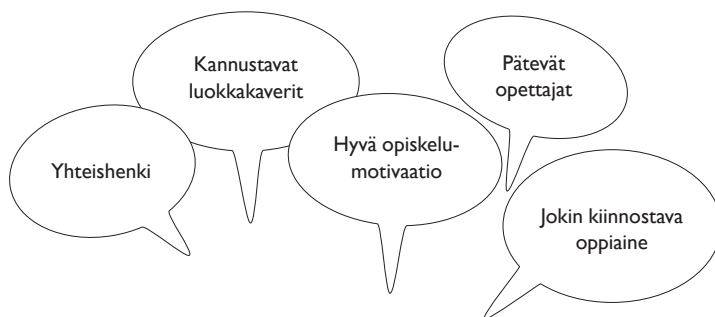 Kannustavat
luokkakaverit
Pätevät
opettajat
Yhteishenki
Hyvä opiskelu-
motivaatio
Jokin kiinnostava
oppiaine